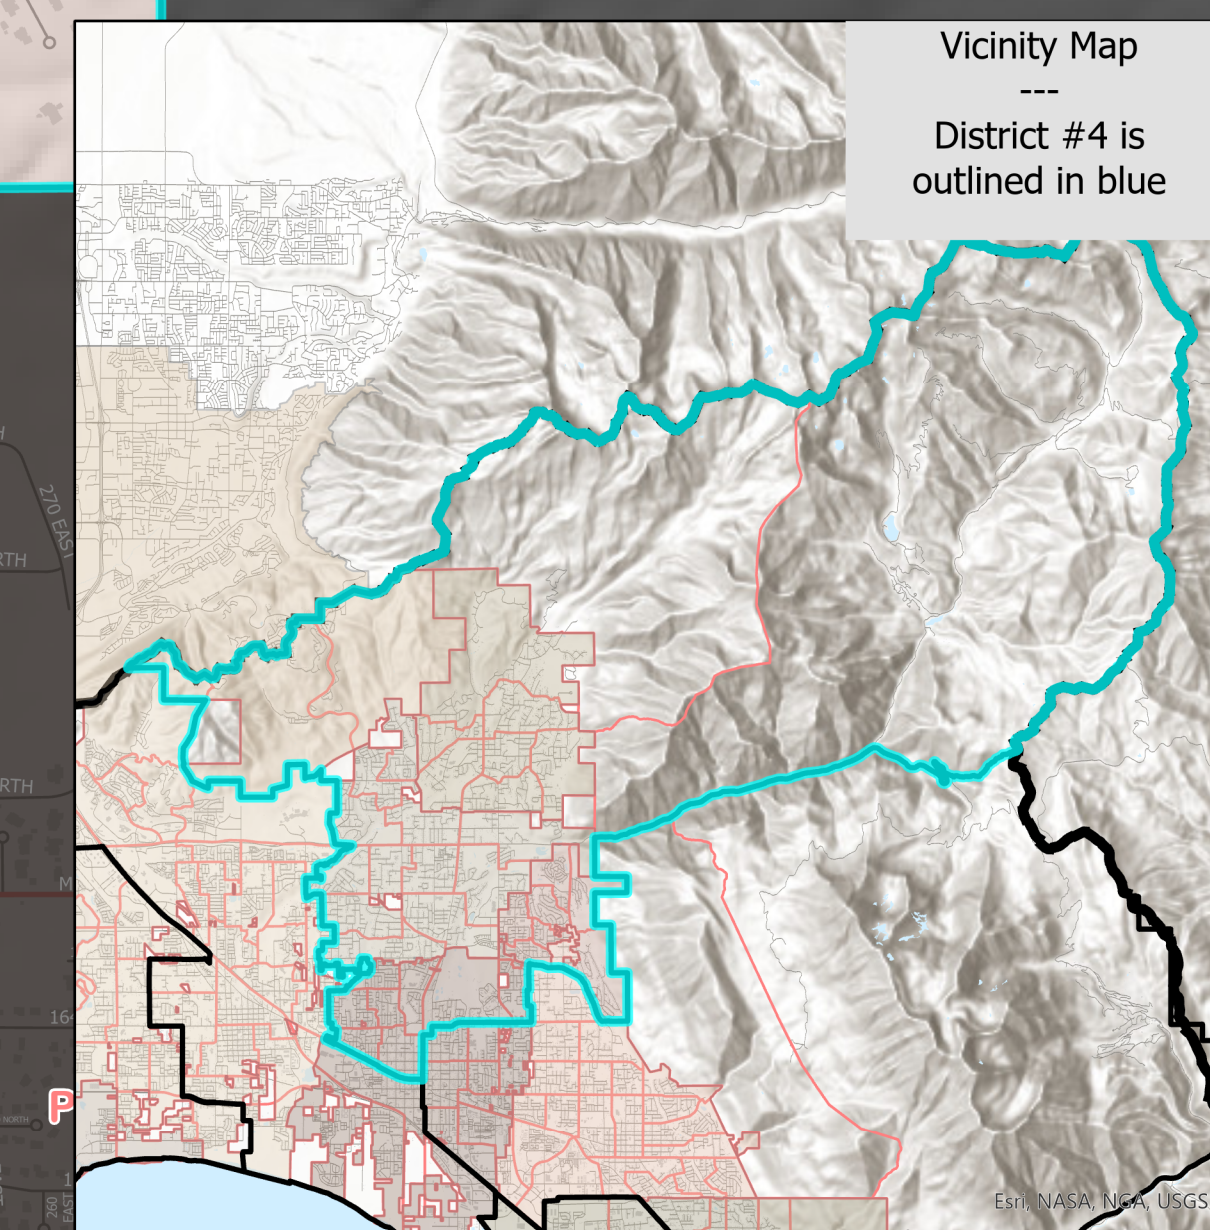 Vicinity Map
---
District #4 is
outlined in blue
270 EAST
RTH
RTH
M
164
P
NORTH
1
260
EAST
Esri, NASA, NGA, USGS